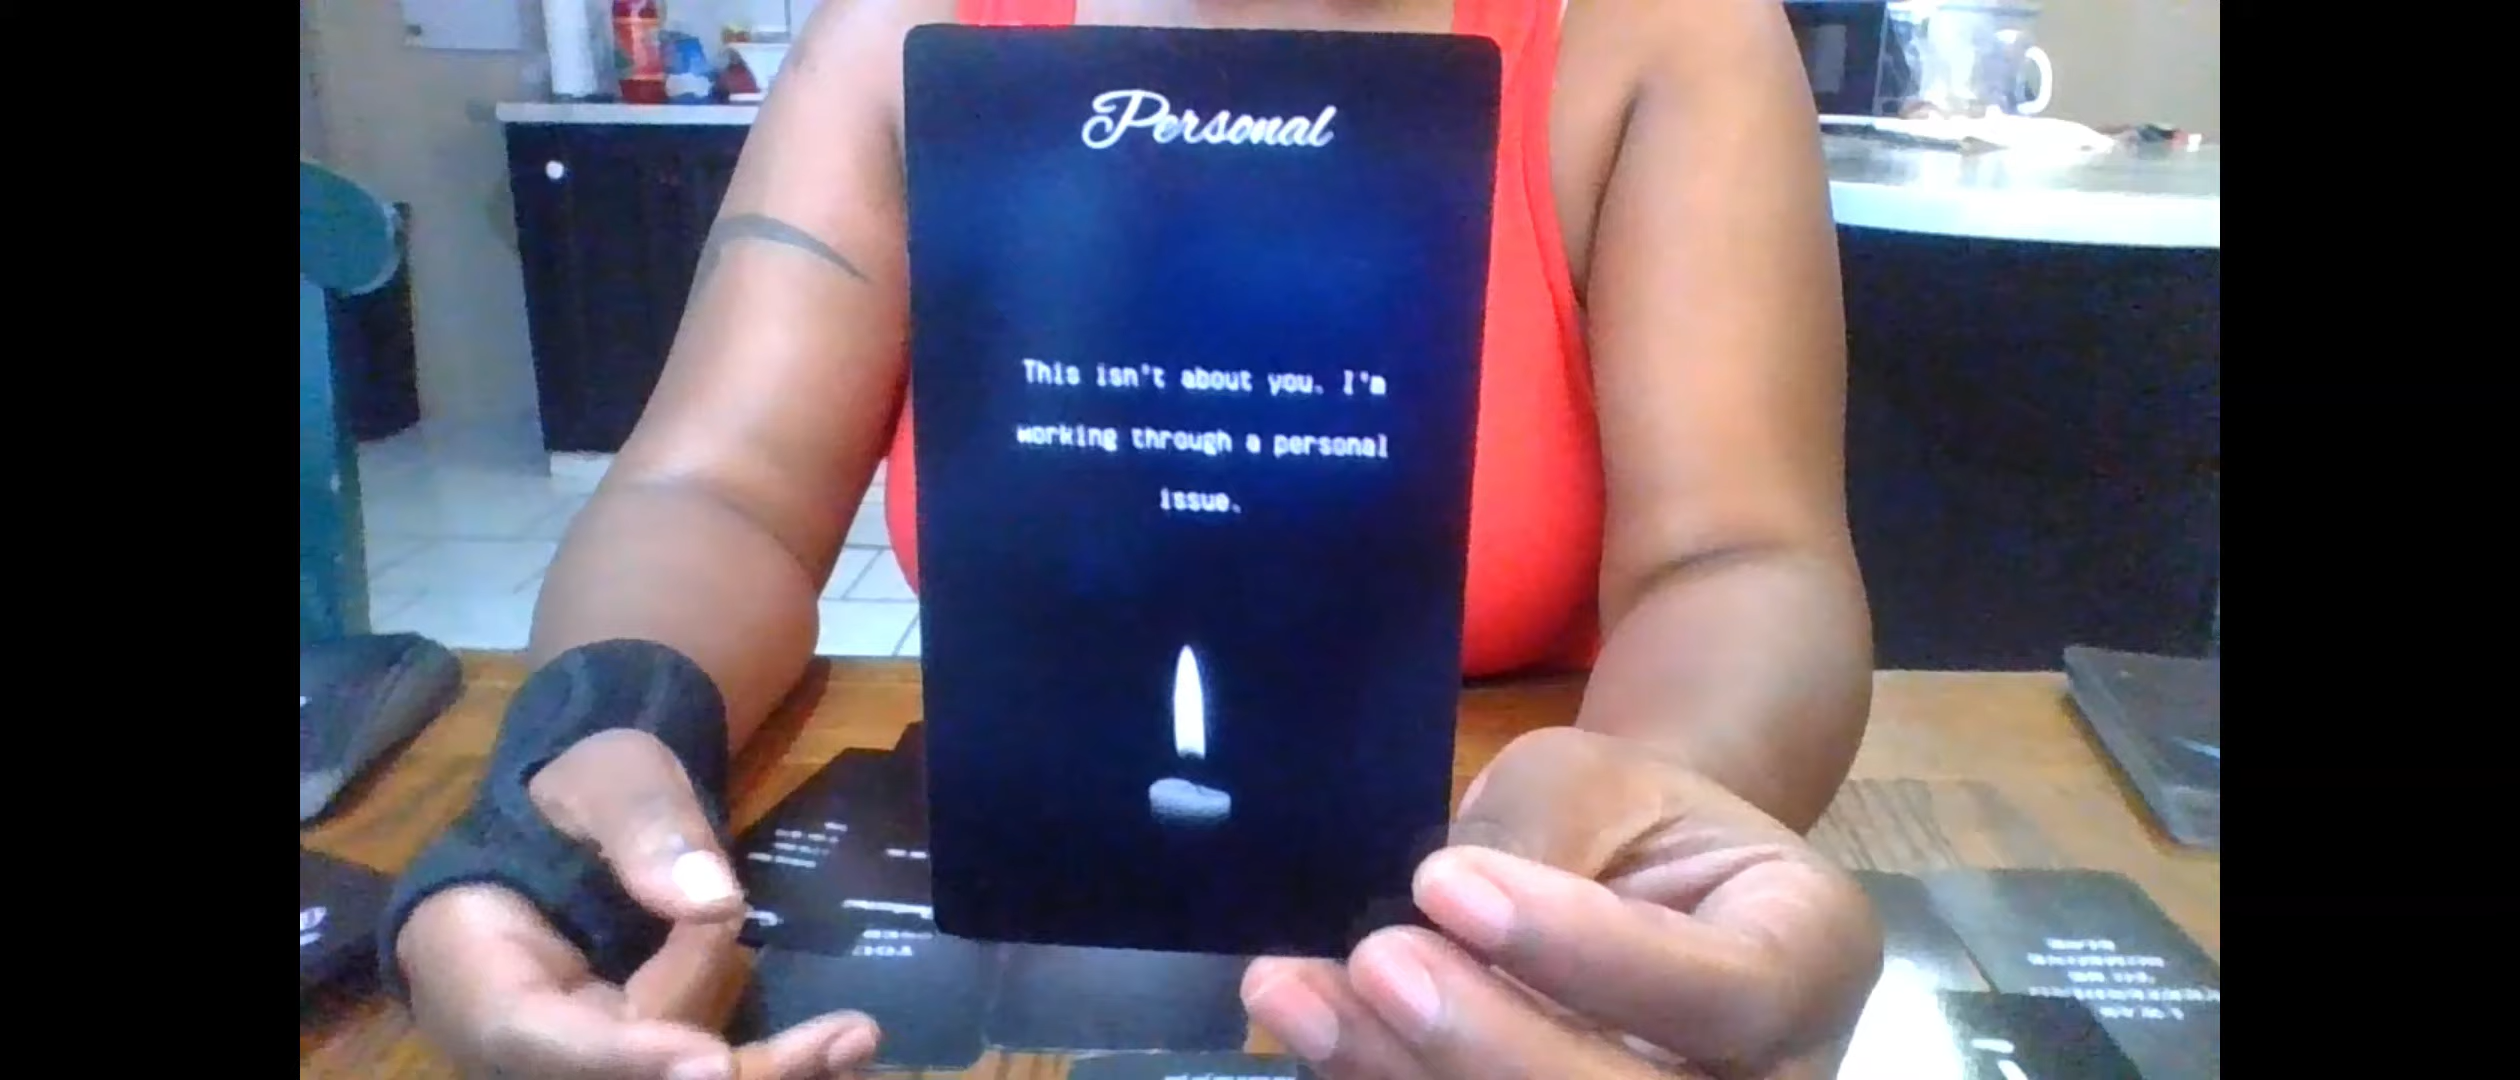 Personal
This isn't about you. I'm
working through a personal
issue.